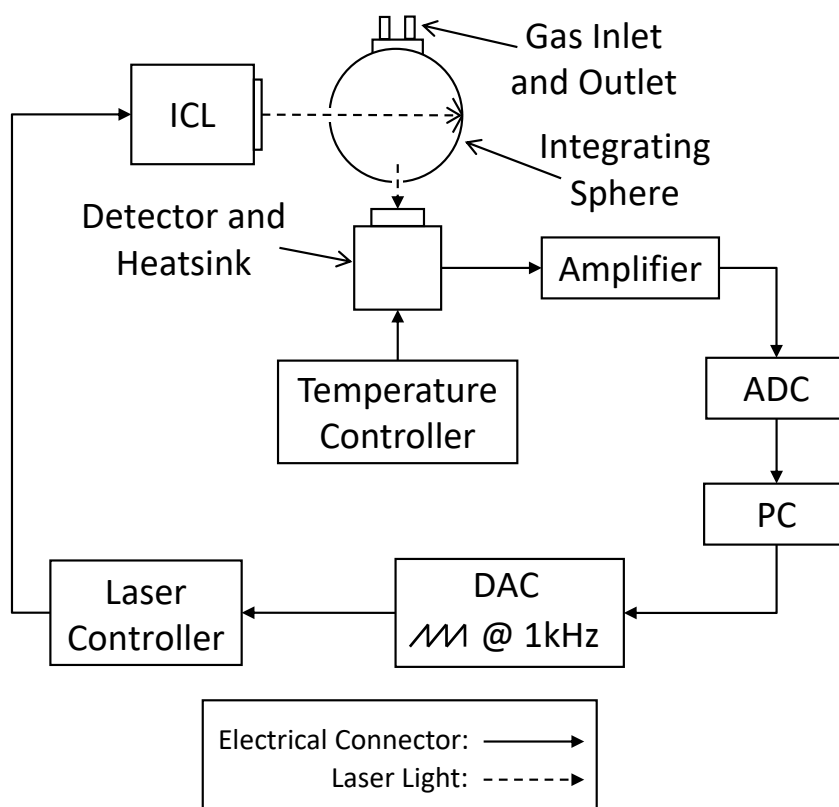 Gas Inlet
and Outlet
ICL
Integrating
Sphere
Detector and
Heatsink
Amplifier
Temperature
Controller
ADC
PC
Laser
Controller
DAC
@ 1kHz
Electrical Connector:
Laser Light: